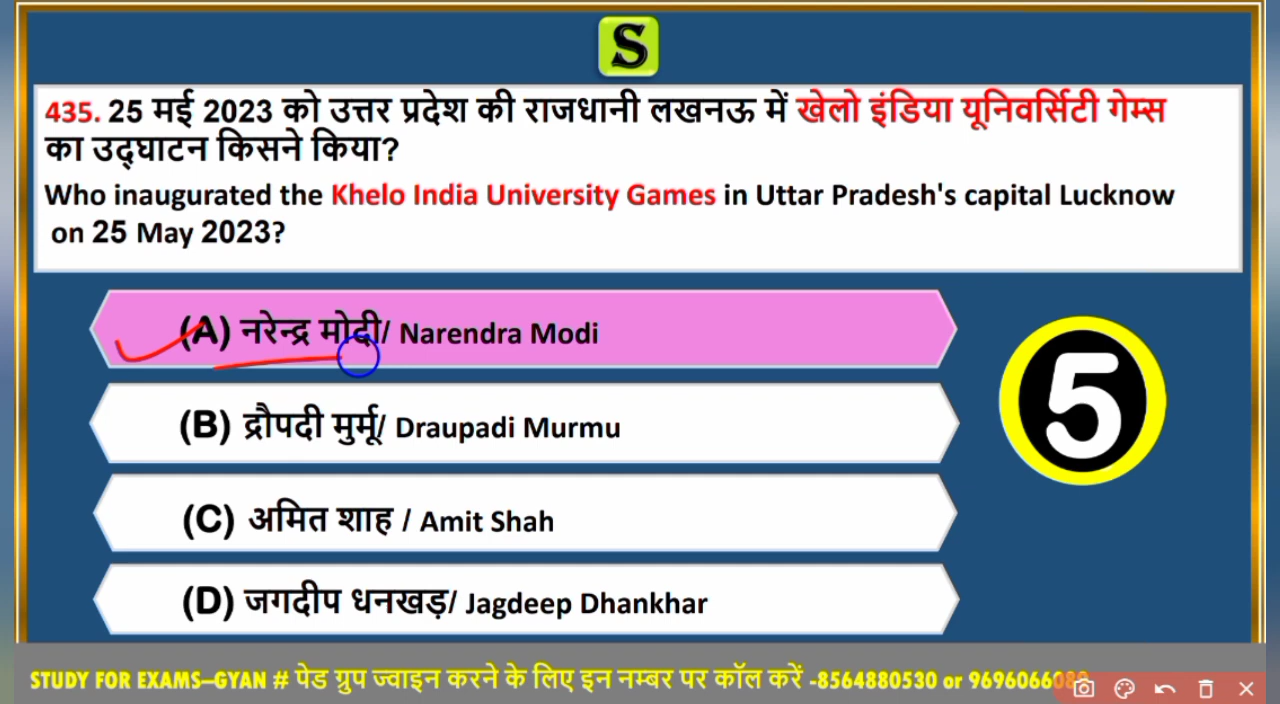 S
435. 25 मई 2023 को उत्तर प्रदेश की राजधानी लखनऊ में खेलो इंडिया यूनिवर्सिटी गेम्स
का उद्घाटन किसने किया?
Who inaugurated the Khelo India University Games in Uttar Pradesh's capital Lucknow
on 25 May 2023?
(A) नरेन्द्र मोदी/ Narendra Modi
(B) द्रौपदी मुर्मू/ Draupadi Murmu
5
(C) अमित शाह / Amit Shah
(D) जगदीप धनखड़/ Jagdeep Dhankhar
STUDY FOR EXAMS–GYAN # पेड ग्रुप ज्वाइन करने के लिए इन नम्बर पर कॉल करें -8564880530 or